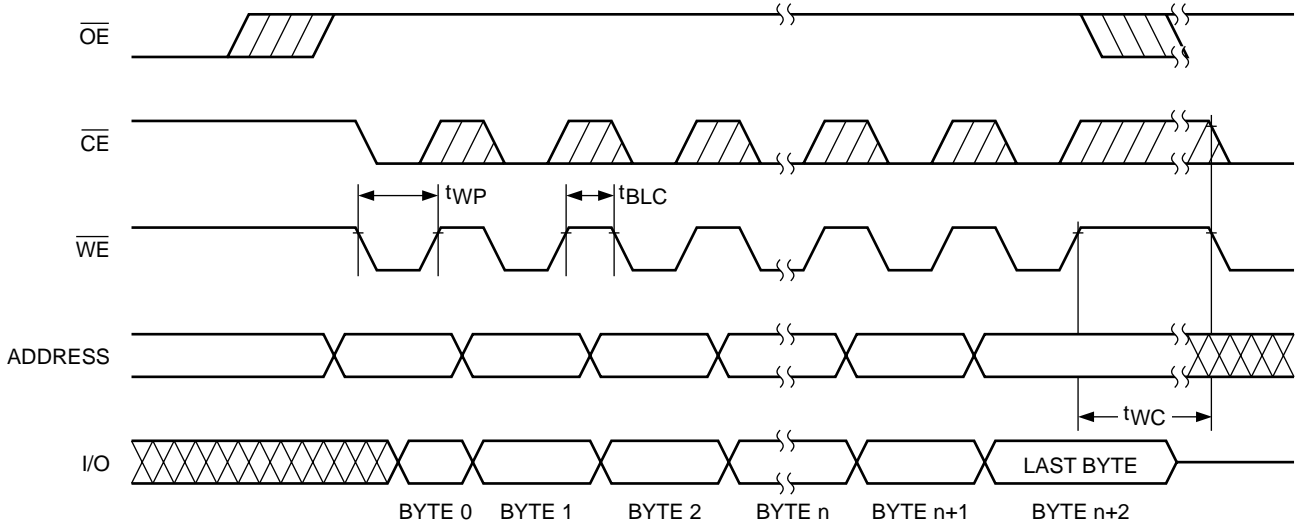 OE
CE
tWP
tBLC
WE
ADDRESS
tWC
I/O
LAST BYTE
BYTE 0 BYTE 1 BYTE 2 BYTE n BYTE n+1 BYTE n+2